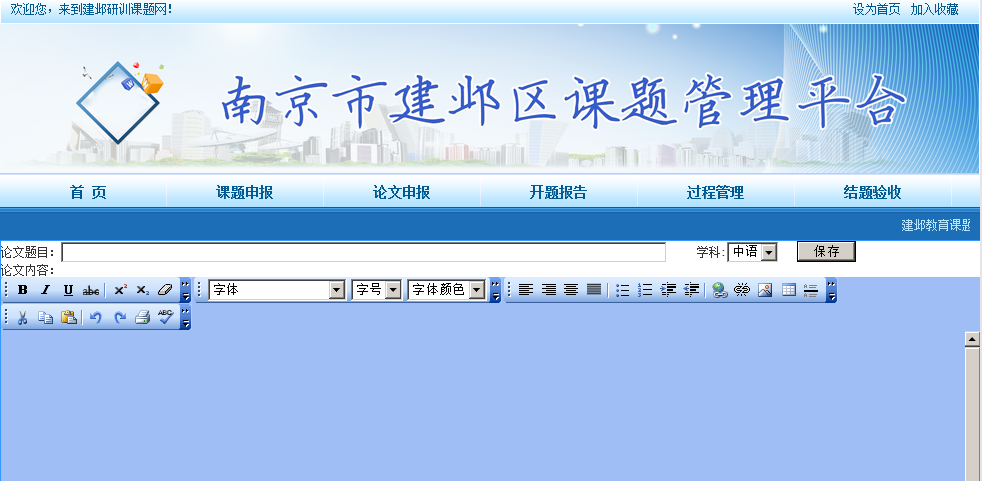 欢迎您，来到建邺研训课题网！ 设为首页 加入收藏
南京市建邺区课题管理平台
首 页 课题申报 论文申报 开题报告 过程管理 结题验收
建邺教育课题
论文题目： 学科: 中语 保存
论文内容：
B I U abc x² x₂ 字体 字号 字体颜色
ABC